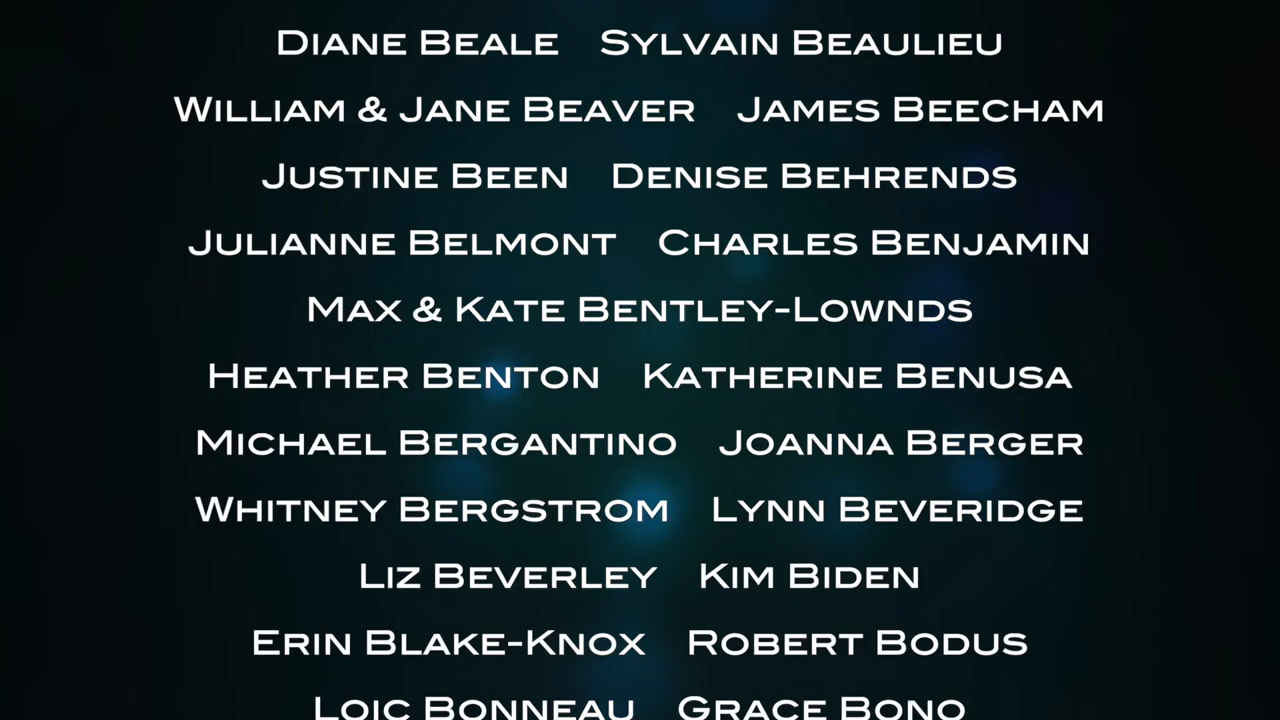 Diane Beale Sylvain Beaulieu
William & Jane Beaver James Beecham
Justine Been Denise Behrends
Julianne Belmont Charles Benjamin
Max & Kate Bentley-Lownds
Heather Benton Katherine Benusa
Michael Bergantino Joanna Berger
Whitney Bergstrom Lynn Beveridge
Liz Beverley Kim Biden
Erin Blake-Knox Robert Bodus
Loic Bonneau Grace Bono